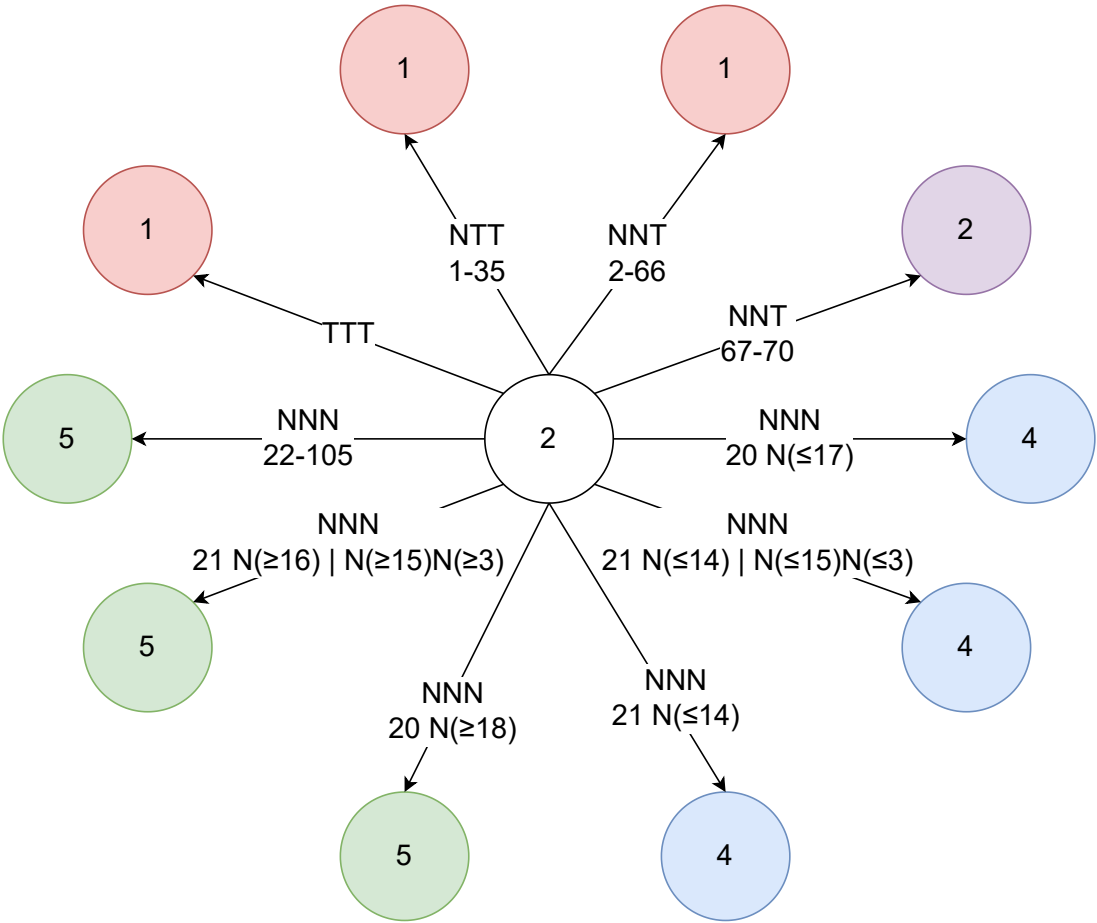 1
1
1
2
NTT
1-35
NNT
2-66
NNT
67-70
TTT
5
NNN
22-105
2
NNN
20 N(≤17)
4
NNN
21 N(≥16) | N(≥15)N(≥3)
NNN
21 N(≤14) | N(≤15)N(≤3)
5
4
NNN
20 N(≥18)
NNN
21 N(≤14)
5
4